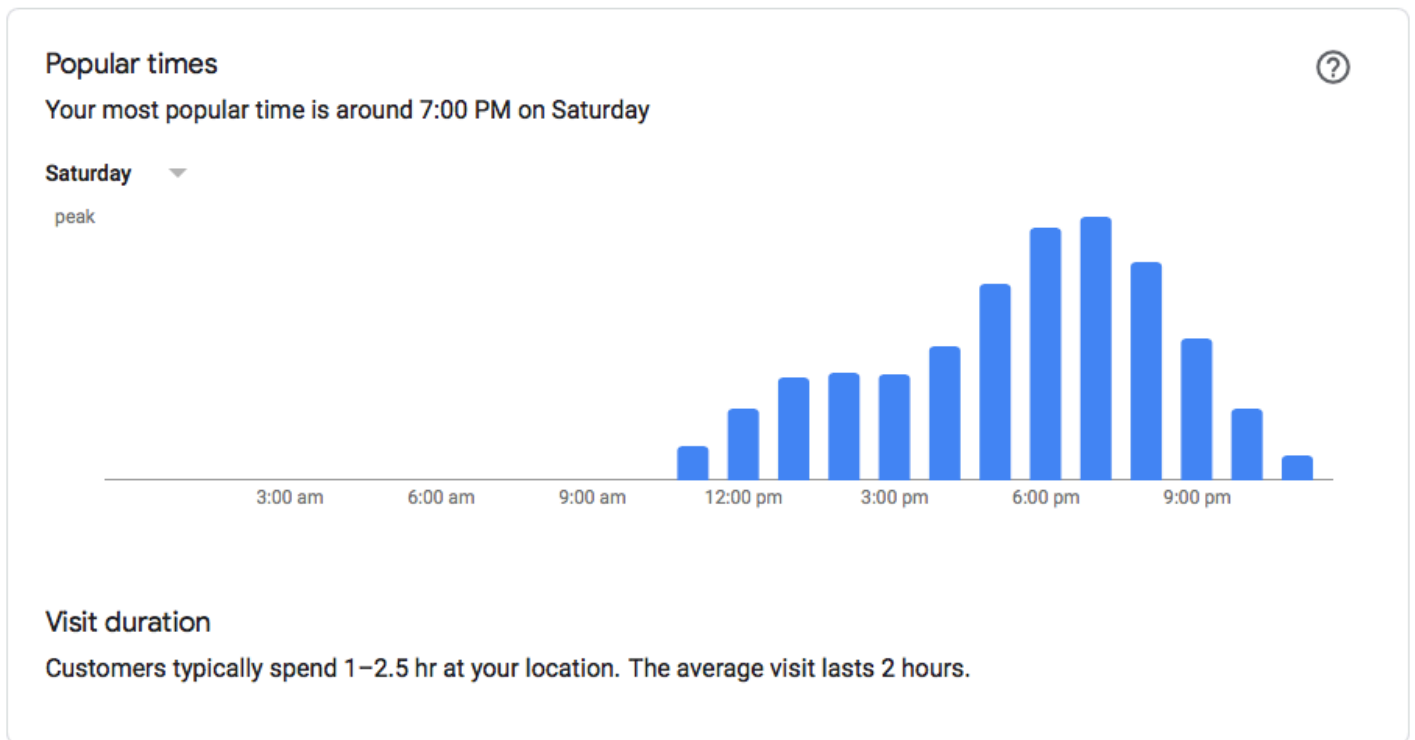 Popular times
?
Your most popular time is around 7:00 PM on Saturday
Saturday
peak
3:00 am 6:00 am 9:00 am 12:00 pm 3:00 pm 6:00 pm 9:00 pm
Visit duration
Customers typically spend 1–2.5 hr at your location. The average visit lasts 2 hours.